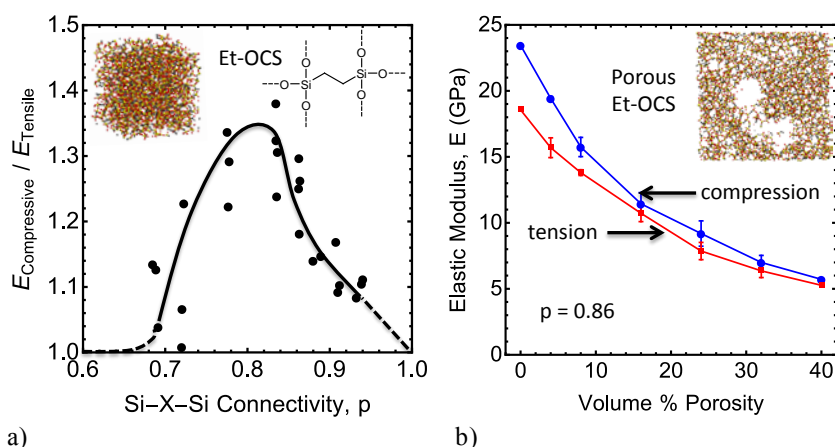 1.5
1.4
1.3
1.2
1.1
1.0
E_Compressive / E_Tensile
Et-OCS
O
O
O
Si
Si
O
O
O
0.6 0.7 0.8 0.9 1.0
Si–X–Si Connectivity, p
a)
25
20
15
10
5
0
Elastic Modulus, E (GPa)
Porous
Et-OCS
compression
tension
p = 0.86
0 10 20 30 40
Volume % Porosity
b)